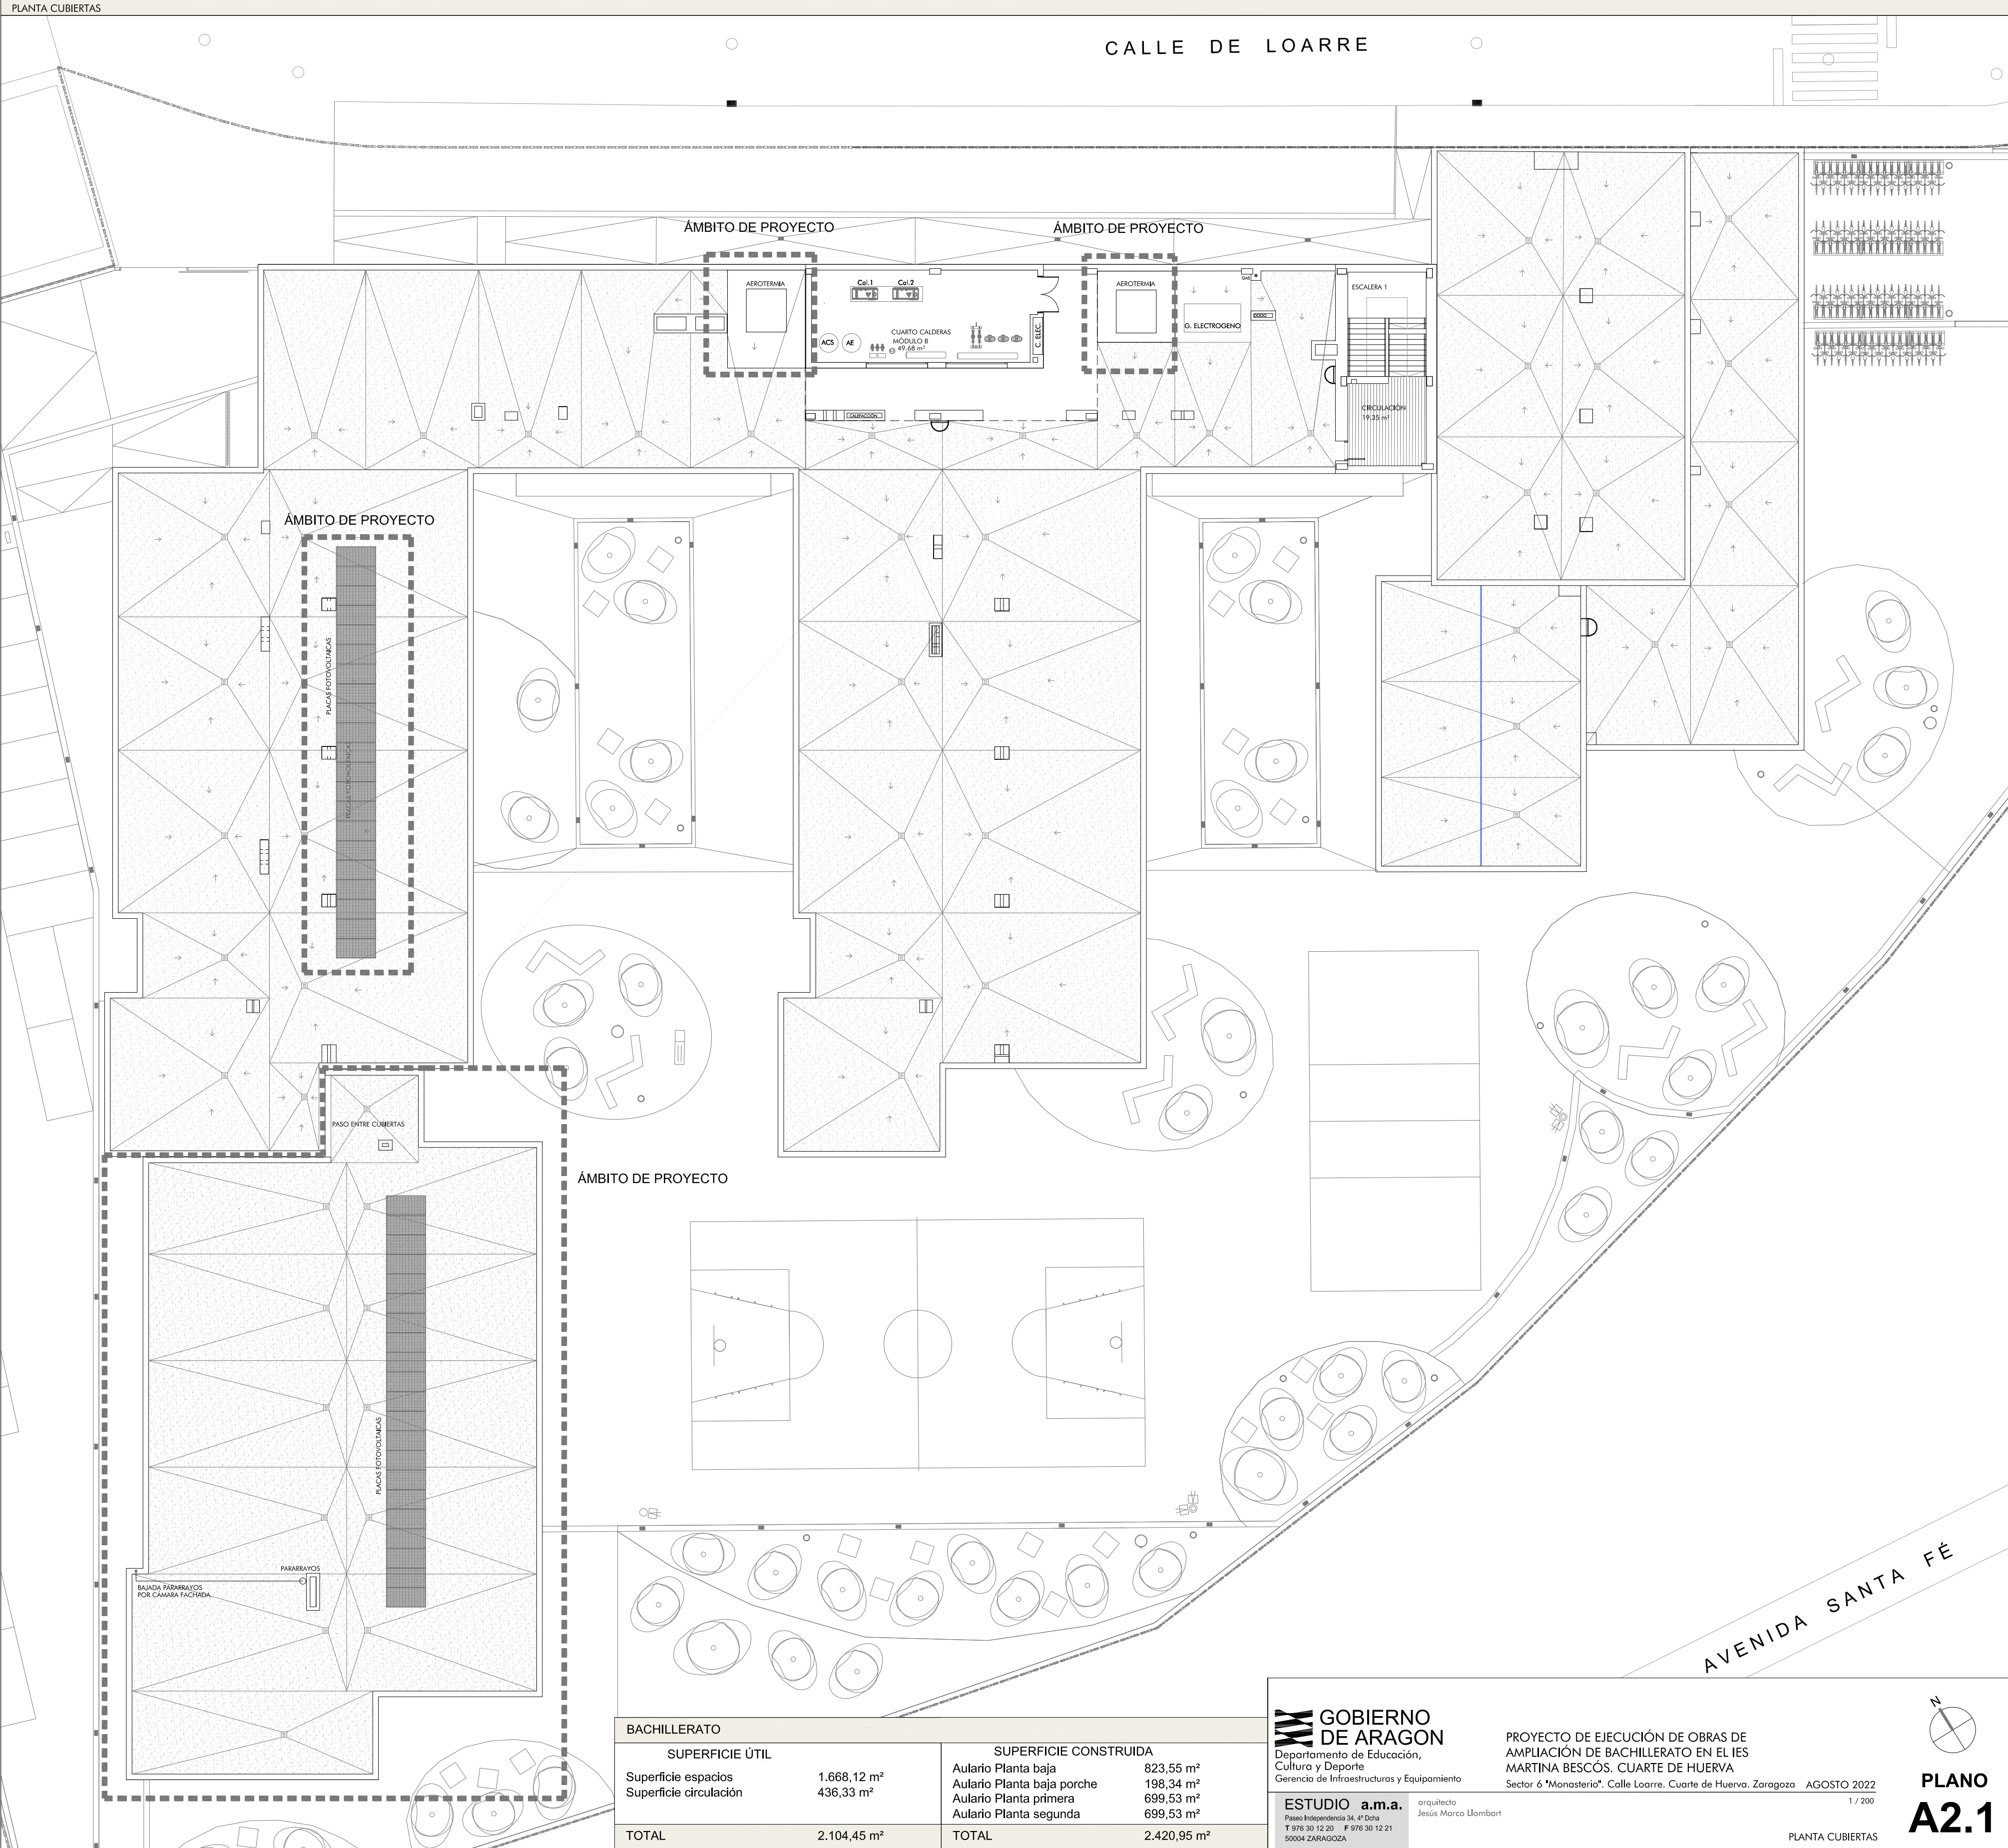 PLANTA CUBIERTAS
CALLE DE LOARRE
ÁMBITO DE PROYECTO
ÁMBITO DE PROYECTO
AEROTERMIA
Cal.1
Cal.2
CUARTO CALDERAS
MÓDULO B
49.68 m²
ACS
AE
C. ELEC.
CALEFACCIÓN
AEROTERMIA
GAS
G. ELECTROGENO
ESCALERA 1
CIRCULACIÓN
19.35 m²
ÁMBITO DE PROYECTO
PLACAS FOTOVOLTAICAS
PLACAS FOTOVOLTAICAS
PASO ENTRE CUBIERTAS
ÁMBITO DE PROYECTO
PLACAS FOTOVOLTAICAS
PARARRAYOS
BAJADA PARARRAYOS
POR CÁMARA FACHADA
AVENIDA SANTA FÉ
BACHILLERATO
SUPERFICIE ÚTIL
Superficie espacios 1.668,12 m²
Superficie circulación 436,33 m²
TOTAL 2.104,45 m²
SUPERFICIE CONSTRUIDA
Aulario Planta baja 823,55 m²
Aulario Planta baja porche 198,34 m²
Aulario Planta primera 699,53 m²
Aulario Planta segunda 699,53 m²
TOTAL 2.420,95 m²
GOBIERNO
DE ARAGON
Departamento de Educación,
Cultura y Deporte
Gerencia de Infraestructuras y Equipamiento
ESTUDIO a.m.a.
Paseo Independencia 34, 4º Dcha
T 976 30 12 20 F 976 30 12 21
50004 ZARAGOZA
arquitecto
Jesús Marco Llombart
PROYECTO DE EJECUCIÓN DE OBRAS DE
AMPLIACIÓN DE BACHILLERATO EN EL IES
MARTINA BESCÓS. CUARTE DE HUERVA
Sector 6 "Monasterio". Calle Loarre. Cuarte de Huerva. Zaragoza AGOSTO 2022
1 / 200
PLANTA CUBIERTAS
N
PLANO
A2.1